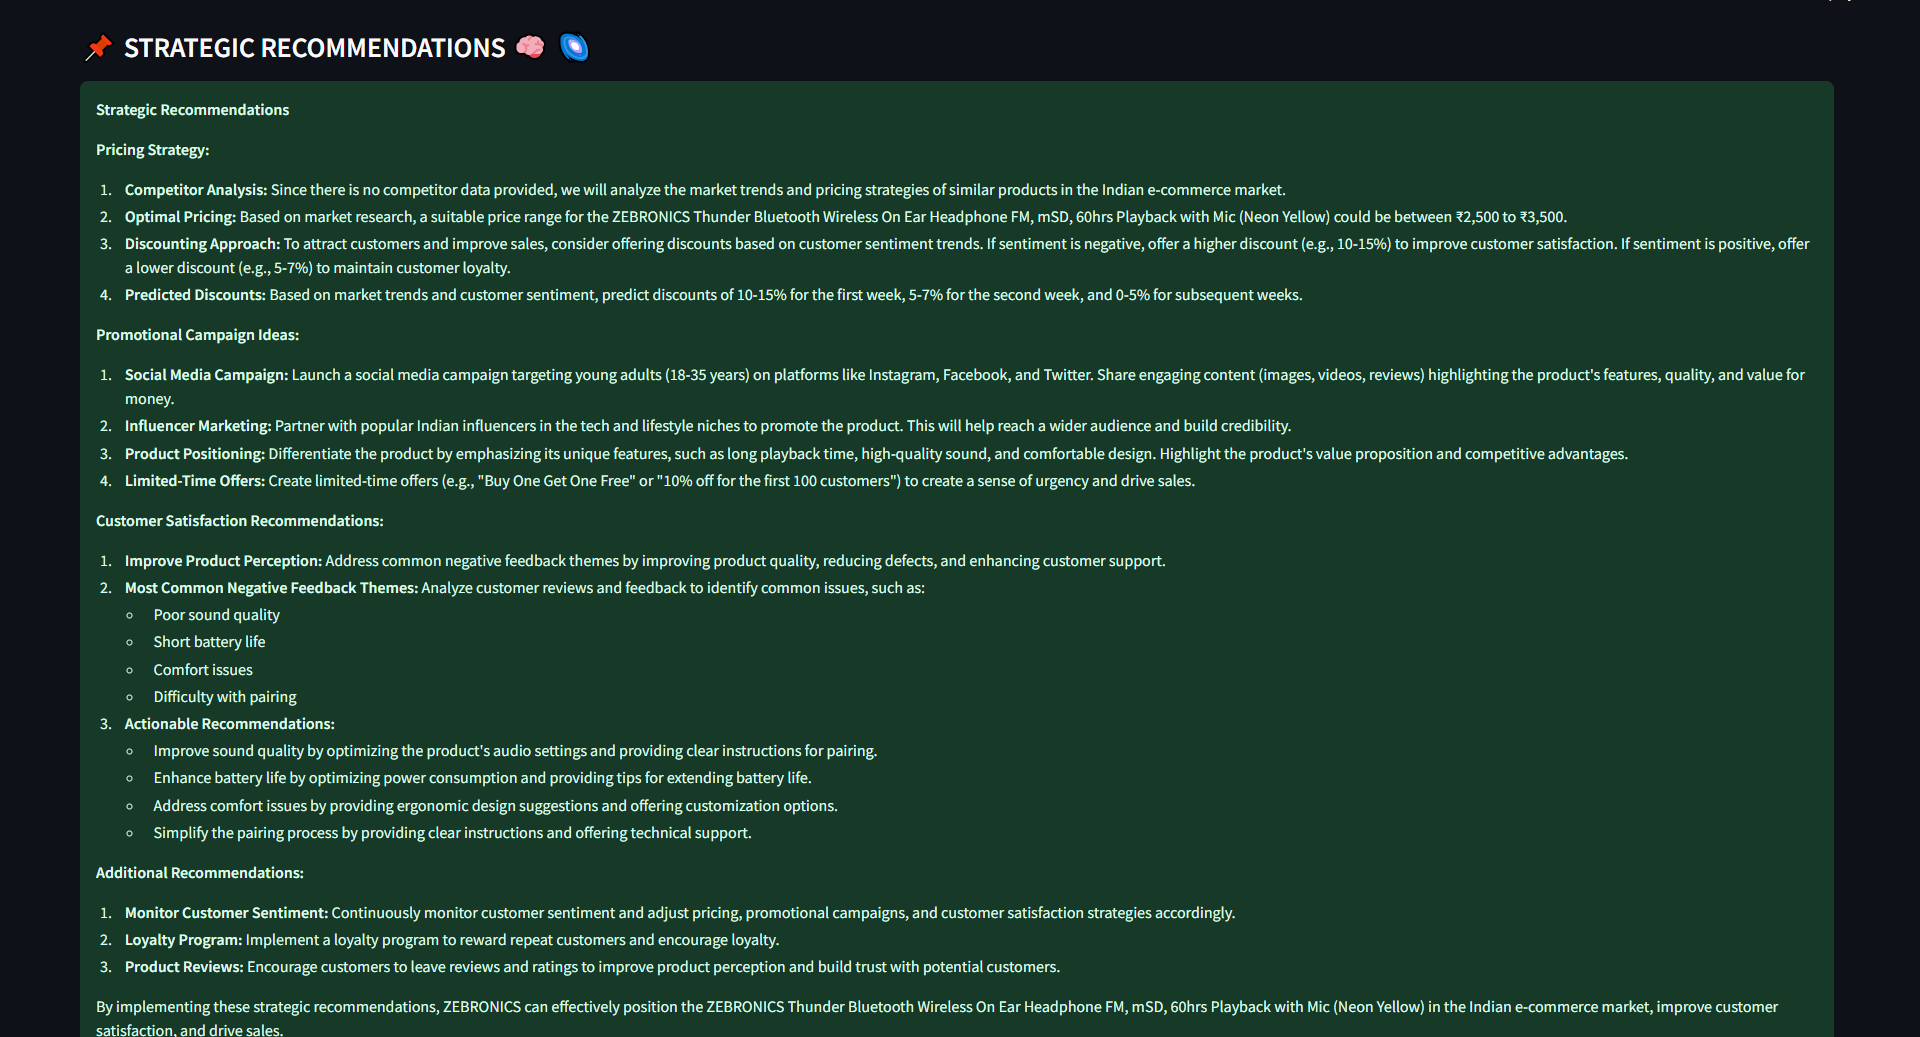 STRATEGIC RECOMMENDATIONS
Strategic Recommendations
Pricing Strategy:
1. Competitor Analysis: Since there is no competitor data provided, we will analyze the market trends and pricing strategies of similar products in the Indian e-commerce market.
2. Optimal Pricing: Based on market research, a suitable price range for the ZEBRONICS Thunder Bluetooth Wireless On Ear Headphone FM, mSD, 60hrs Playback with Mic (Neon Yellow) could be between ₹2,500 to ₹3,500.
3. Discounting Approach: To attract customers and improve sales, consider offering discounts based on customer sentiment trends. If sentiment is negative, offer a higher discount (e.g., 10-15%) to improve customer satisfaction. If sentiment is positive, offer
a lower discount (e.g., 5-7%) to maintain customer loyalty.
4. Predicted Discounts: Based on market trends and customer sentiment, predict discounts of 10-15% for the first week, 5-7% for the second week, and 0-5% for subsequent weeks.
Promotional Campaign Ideas:
1. Social Media Campaign: Launch a social media campaign targeting young adults (18-35 years) on platforms like Instagram, Facebook, and Twitter. Share engaging content (images, videos, reviews) highlighting the product's features, quality, and value for
money.
2. Influencer Marketing: Partner with popular Indian influencers in the tech and lifestyle niches to promote the product. This will help reach a wider audience and build credibility.
3. Product Positioning: Differentiate the product by emphasizing its unique features, such as long playback time, high-quality sound, and comfortable design. Highlight the product's value proposition and competitive advantages.
4. Limited-Time Offers: Create limited-time offers (e.g., "Buy One Get One Free" or "10% off for the first 100 customers") to create a sense of urgency and drive sales.
Customer Satisfaction Recommendations:
1. Improve Product Perception: Address common negative feedback themes by improving product quality, reducing defects, and enhancing customer support.
2. Most Common Negative Feedback Themes: Analyze customer reviews and feedback to identify common issues, such as:
◦ Poor sound quality
◦ Short battery life
◦ Comfort issues
◦ Difficulty with pairing
3. Actionable Recommendations:
◦ Improve sound quality by optimizing the product's audio settings and providing clear instructions for pairing.
◦ Enhance battery life by optimizing power consumption and providing tips for extending battery life.
◦ Address comfort issues by providing ergonomic design suggestions and offering customization options.
◦ Simplify the pairing process by providing clear instructions and offering technical support.
Additional Recommendations:
1. Monitor Customer Sentiment: Continuously monitor customer sentiment and adjust pricing, promotional campaigns, and customer satisfaction strategies accordingly.
2. Loyalty Program: Implement a loyalty program to reward repeat customers and encourage loyalty.
3. Product Reviews: Encourage customers to leave reviews and ratings to improve product perception and build trust with potential customers.
By implementing these strategic recommendations, ZEBRONICS can effectively position the ZEBRONICS Thunder Bluetooth Wireless On Ear Headphone FM, mSD, 60hrs Playback with Mic (Neon Yellow) in the Indian e-commerce market, improve customer
satisfaction, and drive sales.